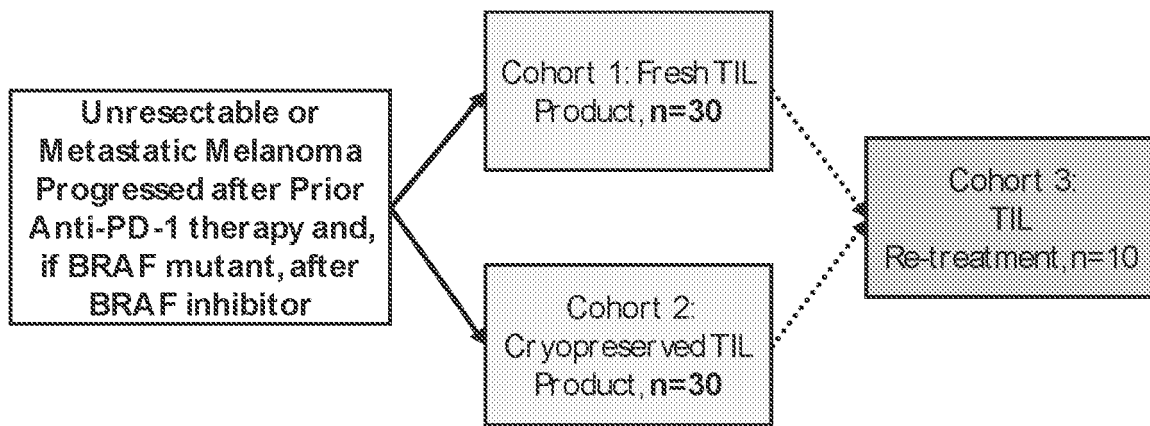 Unresectable or
Metastatic Melanoma
Progressed after Prior
Anti-PD-1 therapy and,
if BRAF mutant, after
BRAF inhibitor
Cohort 1: Fresh TIL
Product, n=30
Cohort 2:
Cryopreserved TIL
Product, n=30
Cohort 3:
TIL
Re-treatment, n=10